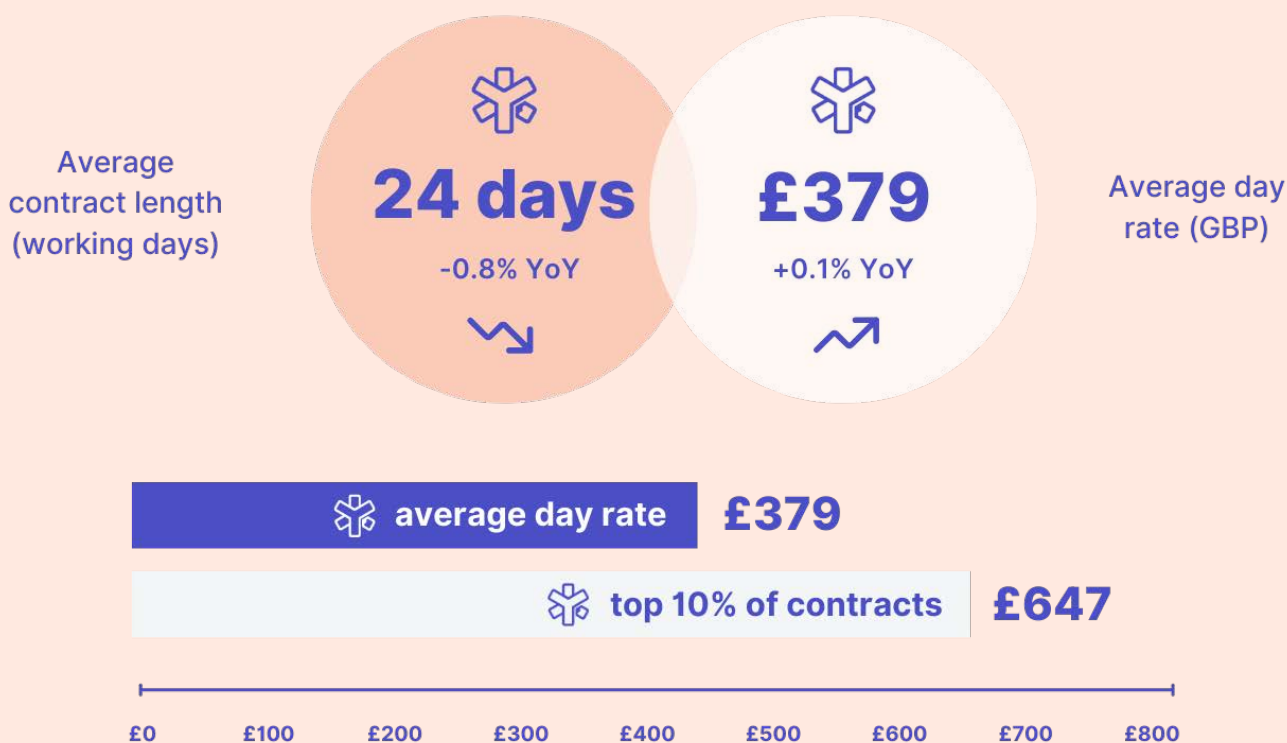 Average
contract length
(working days)
24 days
-0.8% YoY
£379
+0.1% YoY
Average day
rate (GBP)
average day rate
£379
top 10% of contracts
£647
£0 £100 £200 £300 £400 £500 £600 £700 £800